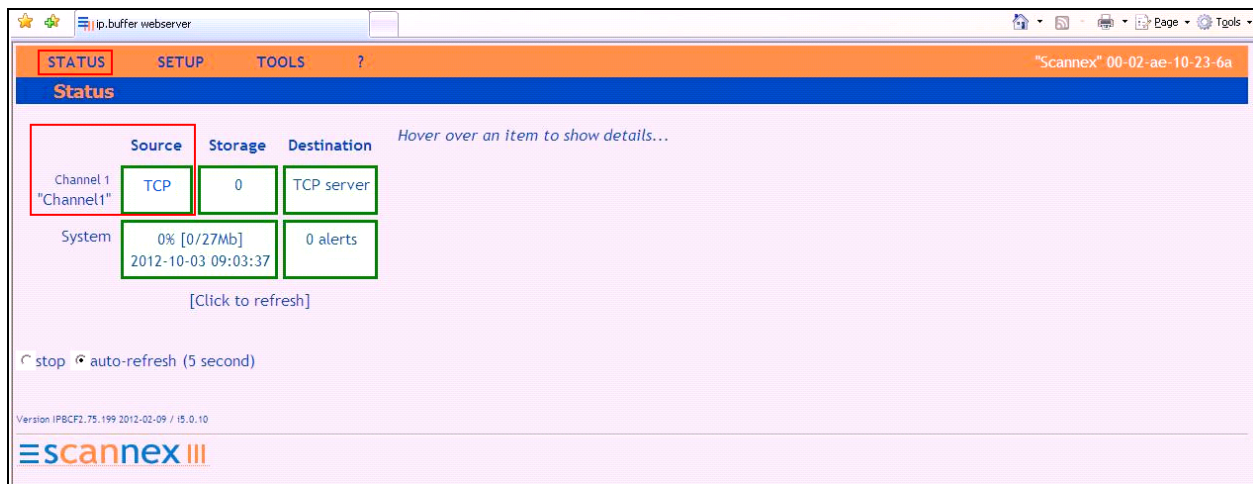 ip.buffer webserver
Page Tools
STATUS SETUP TOOLS ? "Scannex" 00-02-ae-10-23-6a
Status
Hover over an item to show details...
Source Storage Destination
Channel 1
"Channel1"
TCP 0 TCP server
System 0% [0/27Mb] 0 alerts
2012-10-03 09:03:37
[Click to refresh]
stop auto-refresh (5 second)
Version IPBCF2.75.199 2012-02-09 / i5.0.10
scannex